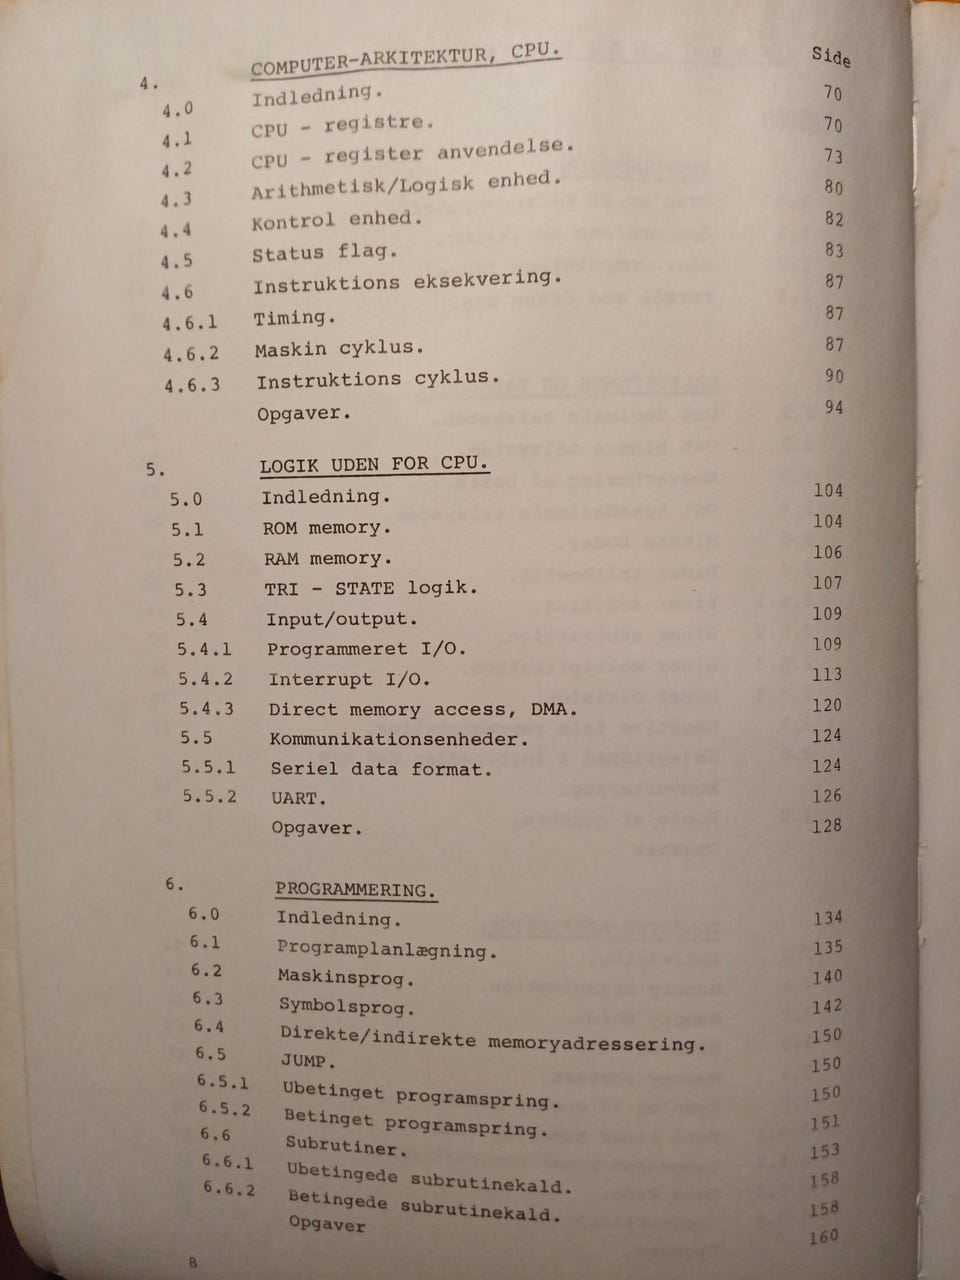 4. COMPUTER-ARKITEKTUR, CPU. Side
4.0 Indledning. 70
4.1 CPU - registre. 70
4.2 CPU - register anvendelse. 73
4.3 Arithmetisk/Logisk enhed. 80
4.4 Kontrol enhed. 82
4.5 Status flag. 83
4.6 Instruktions eksekvering. 87
4.6.1 Timing. 87
4.6.2 Maskin cyklus. 87
4.6.3 Instruktions cyklus. 90
Opgaver. 94
5. LOGIK UDEN FOR CPU.
5.0 Indledning. 104
5.1 ROM memory. 104
5.2 RAM memory. 106
5.3 TRI - STATE logik. 107
5.4 Input/output. 109
5.4.1 Programmeret I/O. 109
5.4.2 Interrupt I/O. 113
5.4.3 Direct memory access, DMA. 120
5.5 Kommunikationsenheder. 124
5.5.1 Seriel data format. 124
5.5.2 UART. 126
Opgaver. 128
6. PROGRAMMERING.
6.0 Indledning. 134
6.1 Programplanlægning. 135
6.2 Maskinsprog. 140
6.3 Symbolsprog. 142
6.4 Direkte/indirekte memoryadressering. 150
6.5 JUMP. 150
6.5.1 Ubetinget programspring. 150
6.5.2 Betinget programspring. 151
6.6 Subrutiner. 153
6.6.1 Ubetingede subrutinekald. 158
6.6.2 Betingede subrutinekald. 158
Opgaver 160
8